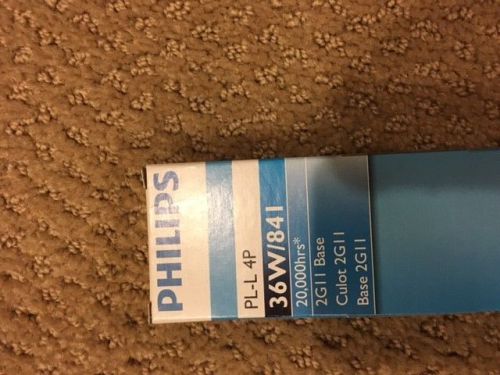 PHILIPS
PL-L 4P
36W/841
20,000hrs*
2G11 Base
Culot 2G11
Base 2G11